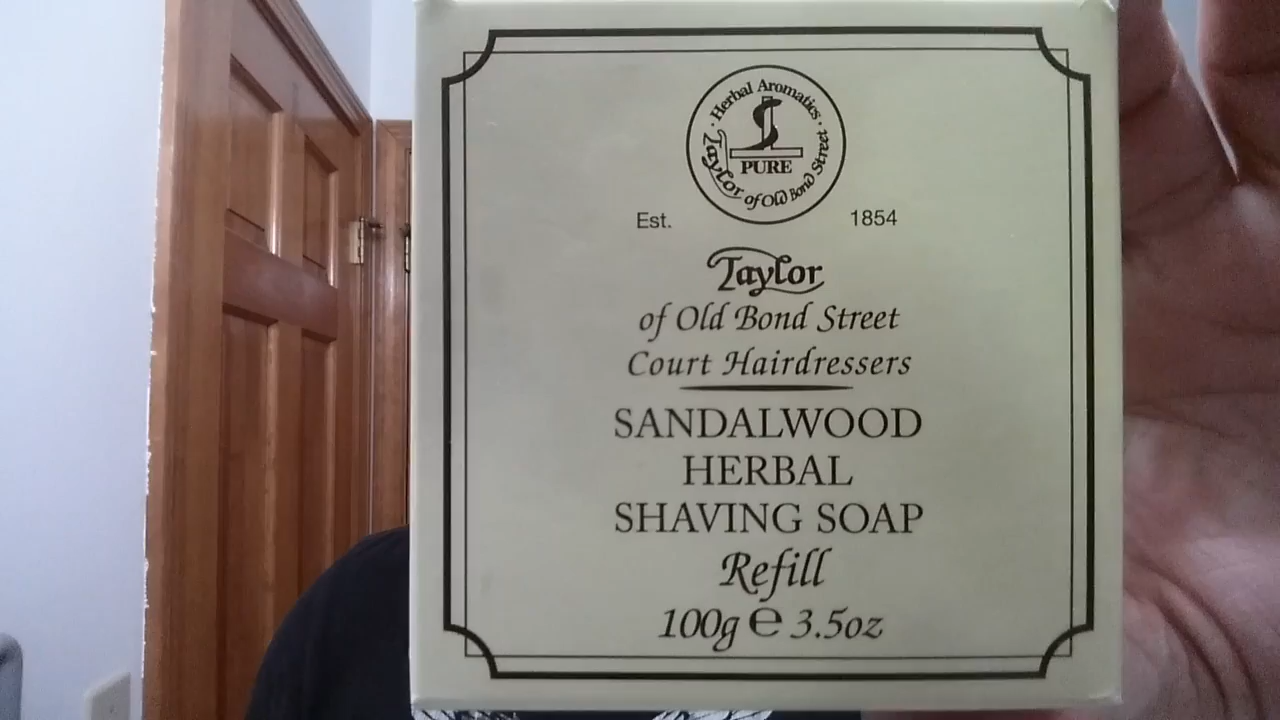 · Herbal Aromatics ·
PURE
Taylor of Old Bond Street
Est. 1854
Taylor
of Old Bond Street
Court Hairdressers
SANDALWOOD
HERBAL
SHAVING SOAP
Refill
100g ℮ 3.5oz